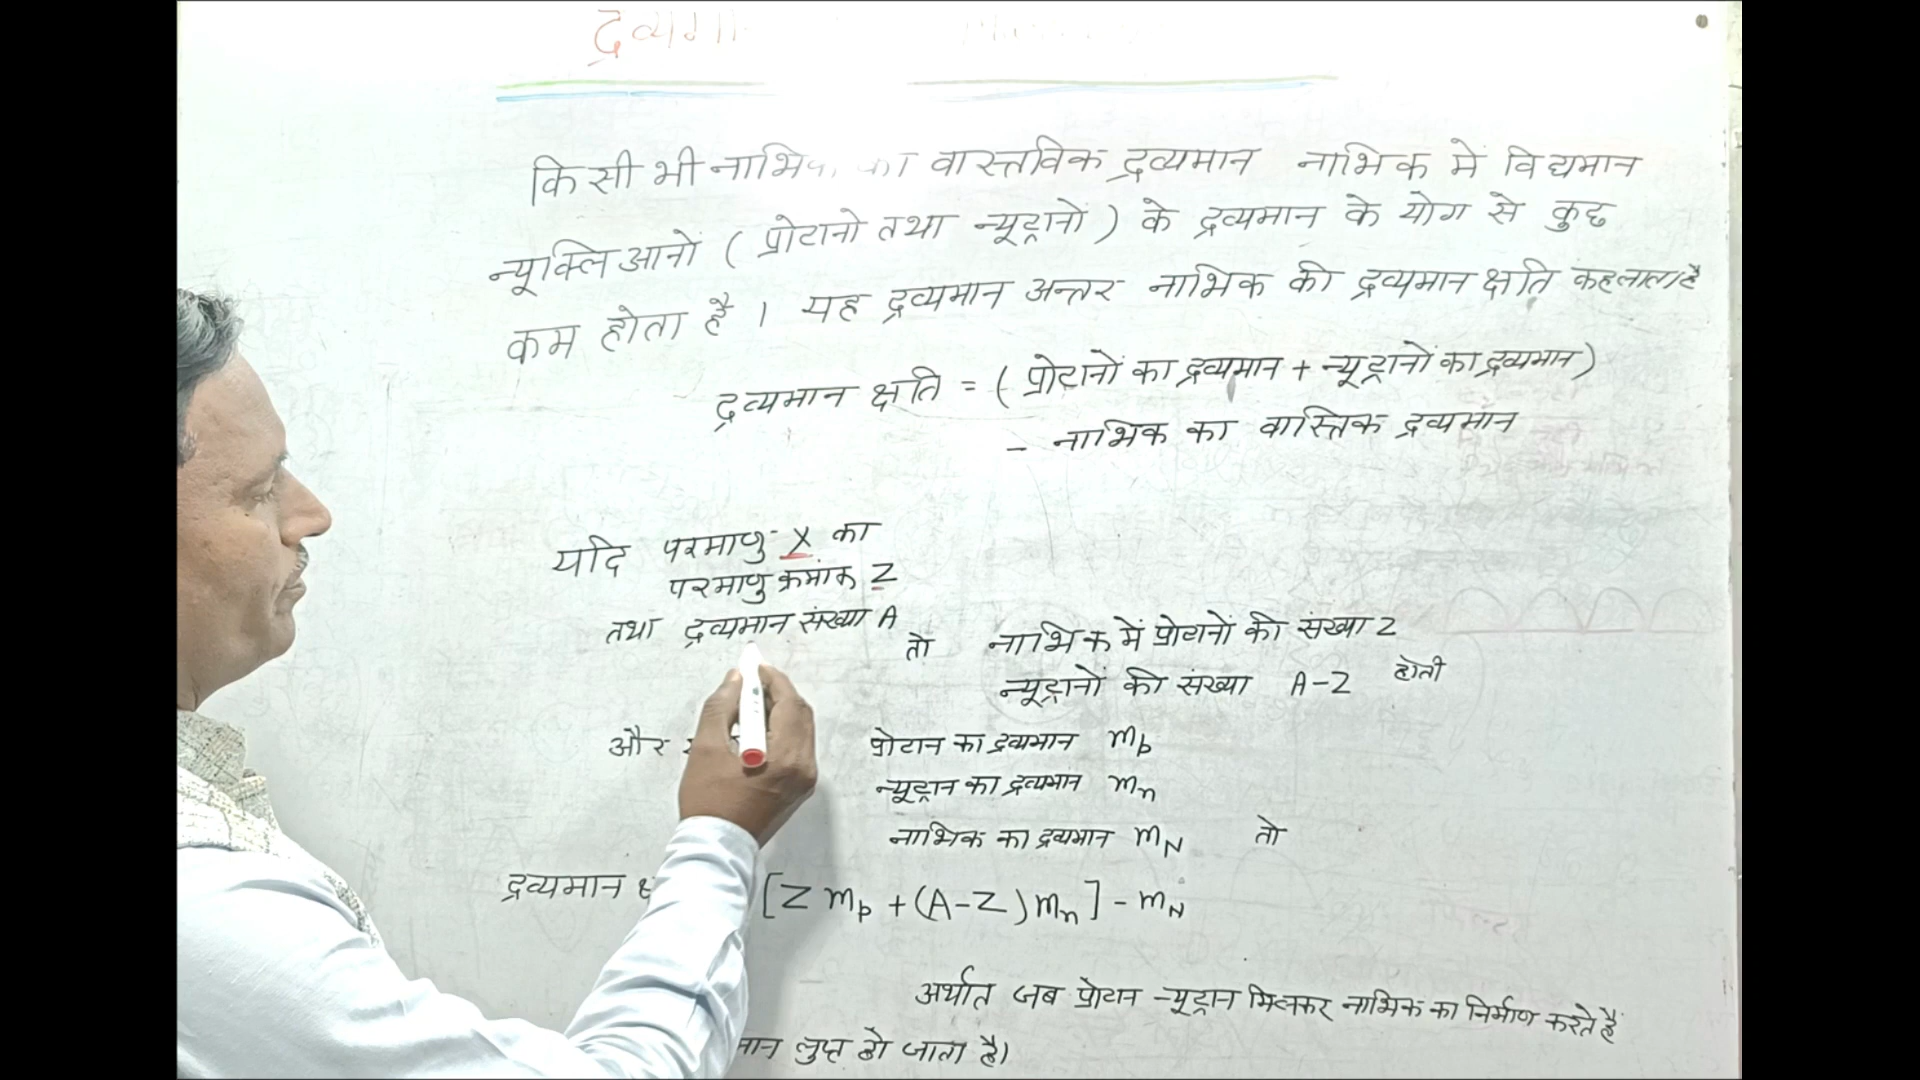 किसी भी नाभिक का वास्तविक द्रव्यमान नाभिक में विद्यमान
न्यूक्लिआनों ( प्रोटानो तथा न्यूट्रानों ) के द्रव्यमान के योग से कुछ
कम होता है । यह द्रव्यमान अन्तर नाभिक की द्रव्यमान क्षति कहलाता है
द्रव्यमान क्षति = ( प्रोटानों का द्रव्यमान + न्यूट्रानों का द्रव्यमान )
- नाभिक का वास्तिक द्रव्यमान
यदि परमाणु X का
परमाणु क्रमांक Z
तथा द्रव्यमान संख्या A
तो नाभिक में प्रोटानों की संख्या Z
न्यूट्रानों की संख्या A-Z होती
और प्रोटान का द्रव्यमान mp
न्यूट्रान का द्रव्यमान mn
नाभिक का द्रव्यमान mN तो
द्रव्यमान [Z mp + (A-Z) mn] - mN
अर्थात जब प्रोटान न्यूट्रान मिलकर नाभिक का निर्माण करते हैं
लुप्त हो जाता है।